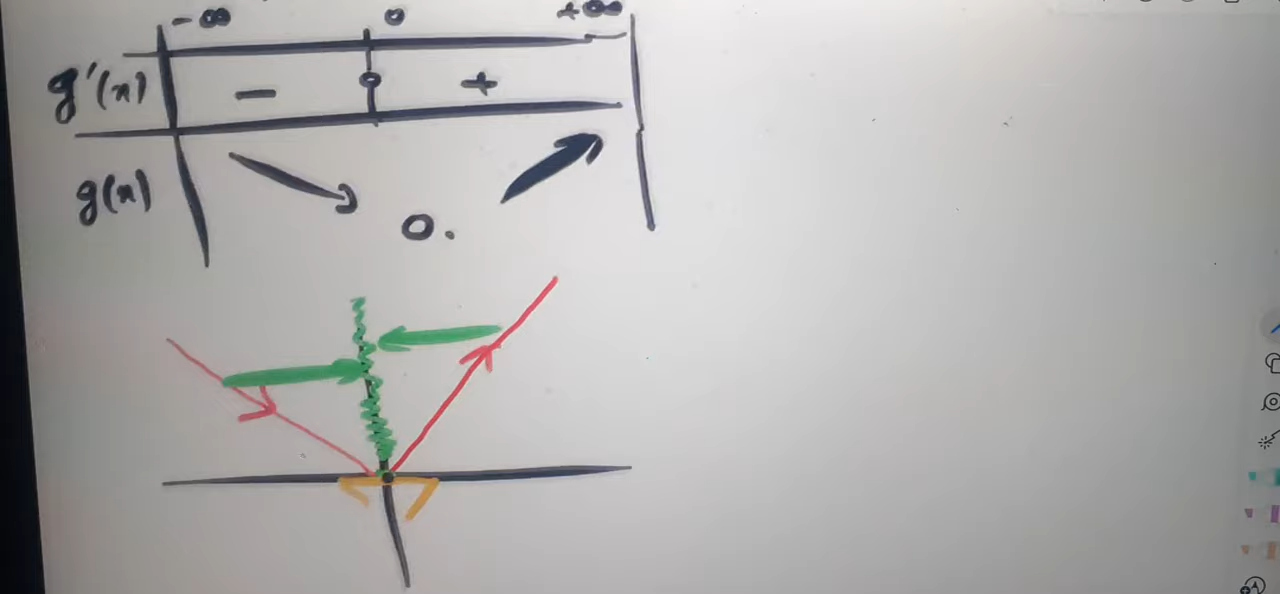 -∞ 0 +∞
g'(x) - 0 +
g(x) 0.